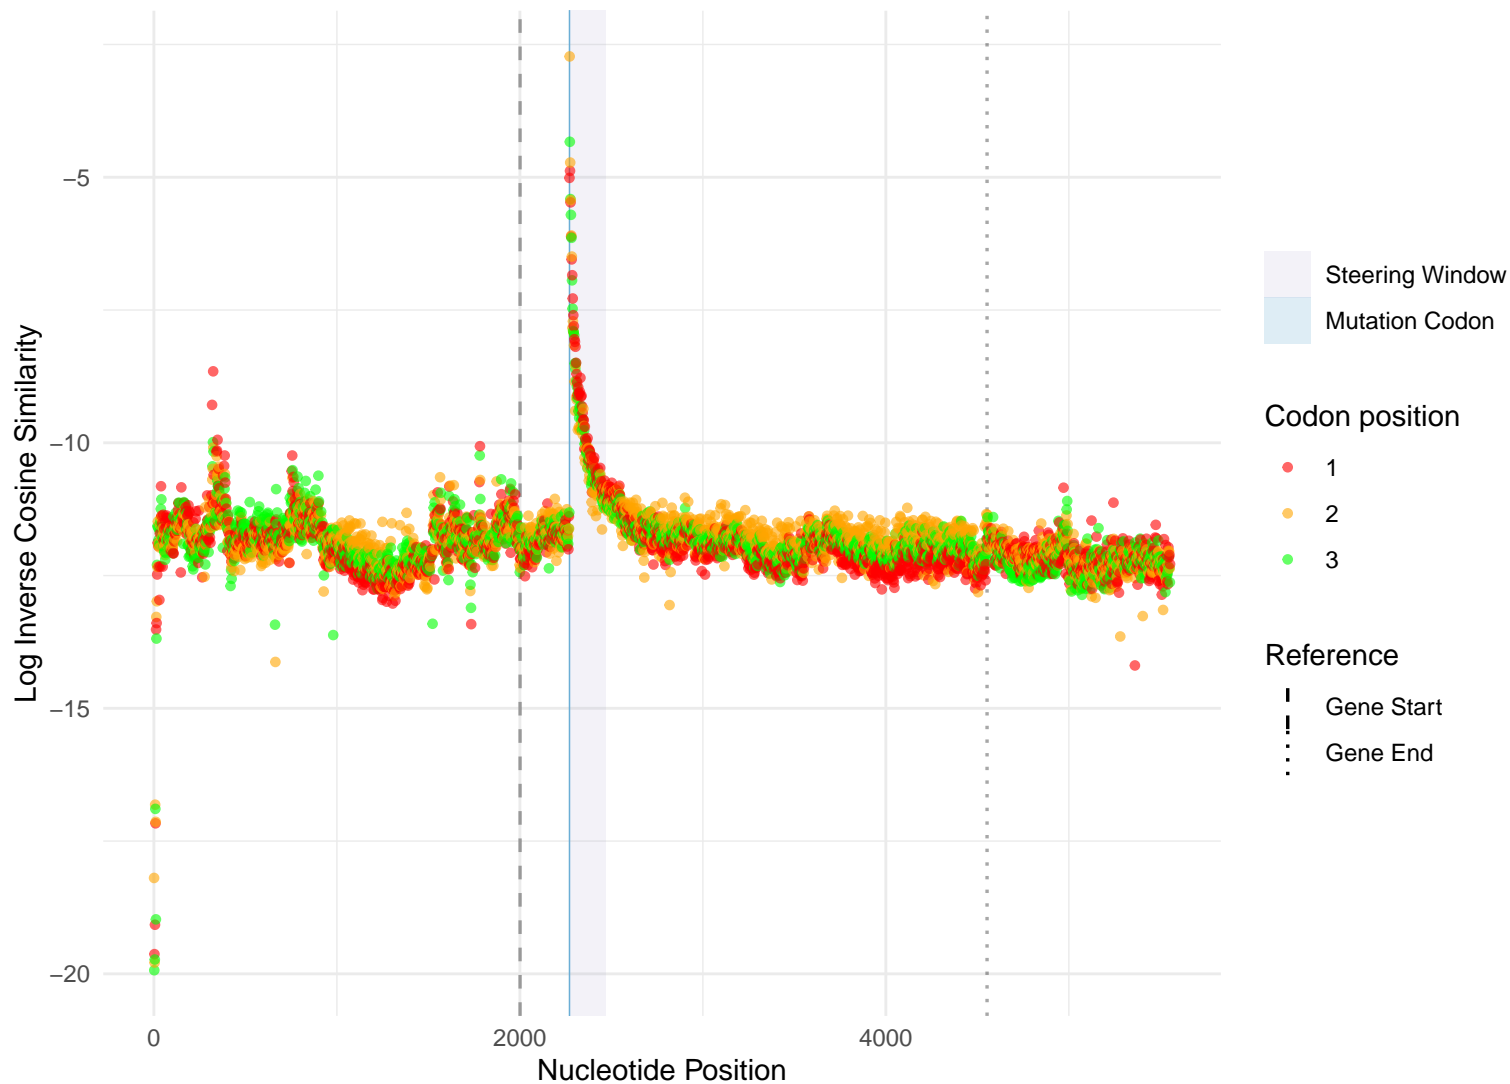 Log Inverse Cosine Similarity
−5
−10
−15
−20
0
2000
4000
Nucleotide Position
Steering Window
Mutation Codon
Codon position
1
2
3
Reference
Gene Start
Gene End